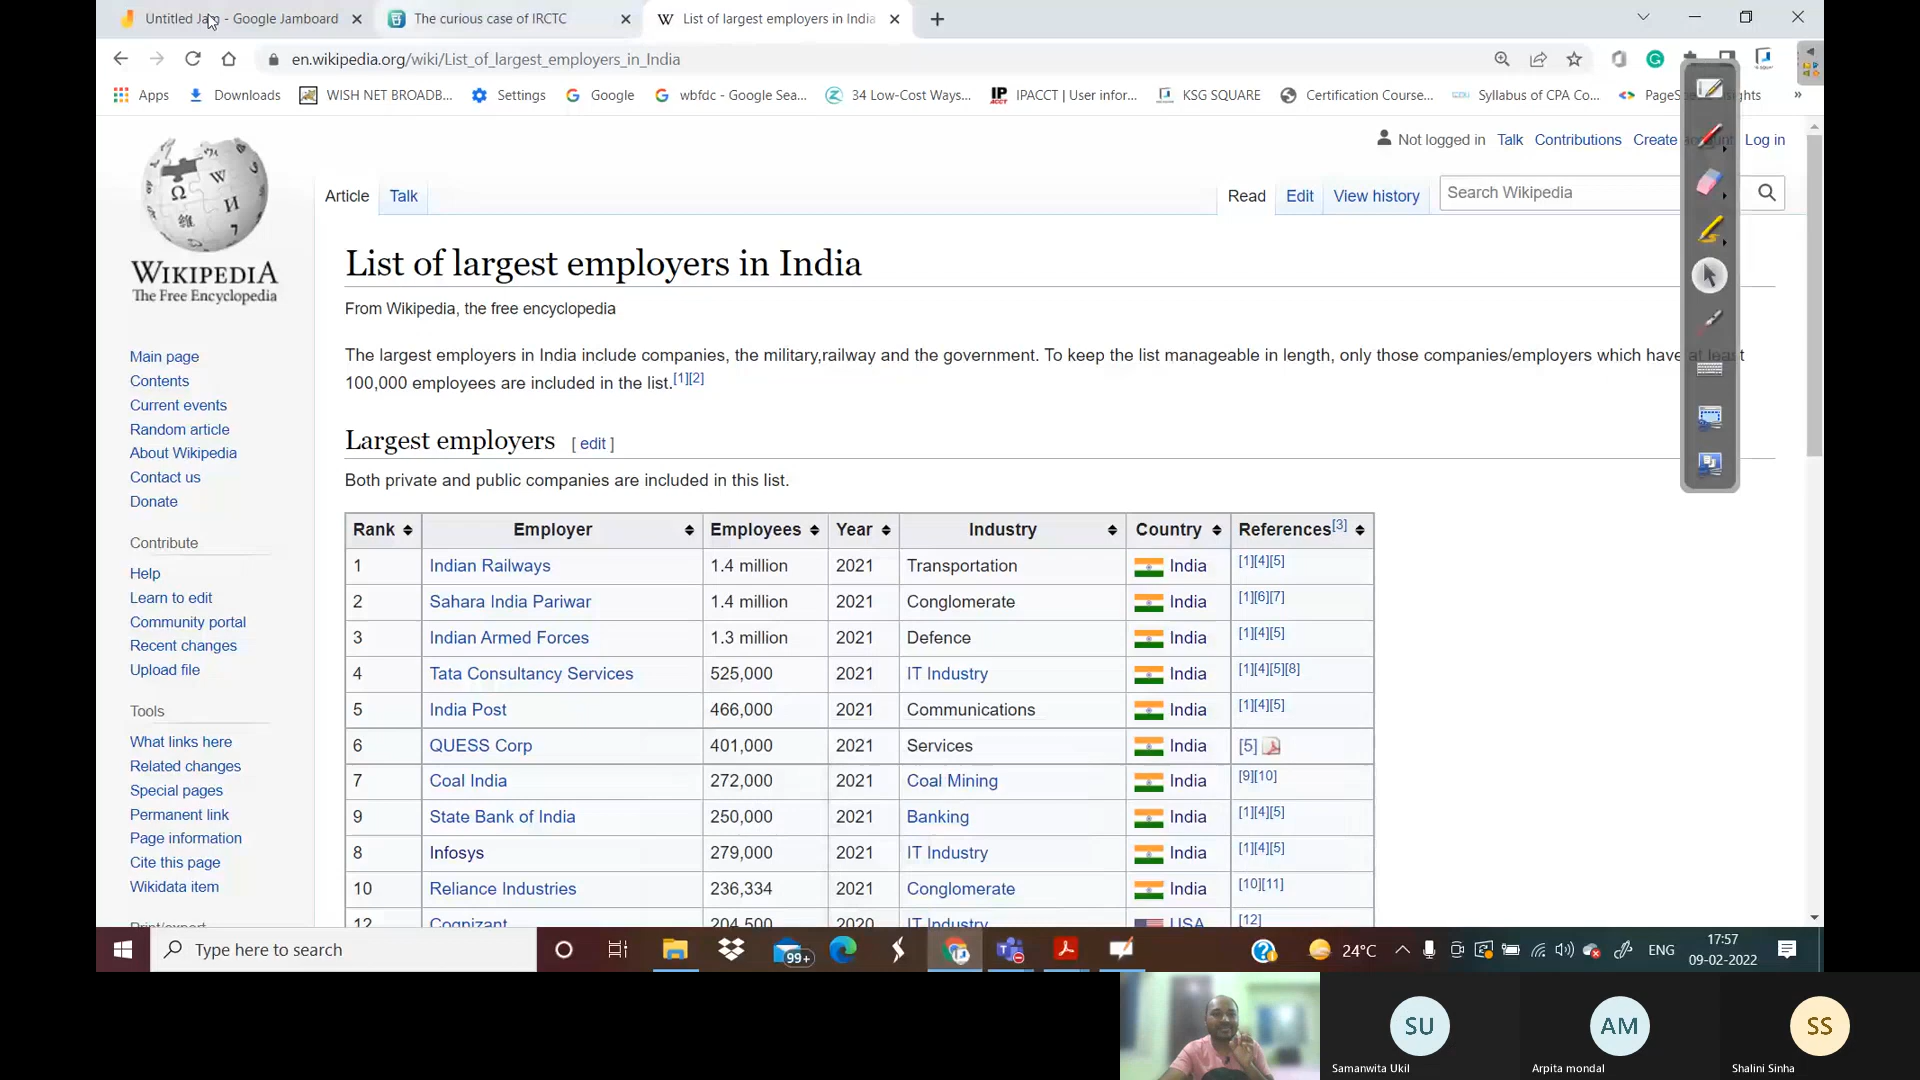 Untitled Jam - Google Jamboard
The curious case of IRCTC
List of largest employers in India
en.wikipedia.org/wiki/List_of_largest_employers_in_India
Apps Downloads WISH NET BROADB... Settings Google wbfdc - Google Sea... 34 Low-Cost Ways... IPACCT | User infor... KSG SQUARE Certification Course... Syllabus of CPA Co... »
Not logged in Talk Contributions Create Log in
WIKIPEDIA
The Free Encyclopedia
Article Talk Read Edit View history Search Wikipedia
List of largest employers in India
From Wikipedia, the free encyclopedia
The largest employers in India include companies, the military,railway and the government. To keep the list manageable in length, only those companies/employers which have at least
100,000 employees are included in the list.[1][2]
Largest employers [ edit ]
Both private and public companies are included in this list.
Rank Employer Employees Year Industry Country References[3]
1 Indian Railways 1.4 million 2021 Transportation India [1][4][5]
2 Sahara India Pariwar 1.4 million 2021 Conglomerate India [1][6][7]
3 Indian Armed Forces 1.3 million 2021 Defence India [1][4][5]
4 Tata Consultancy Services 525,000 2021 IT Industry India [1][4][5][8]
5 India Post 466,000 2021 Communications India [1][4][5]
6 QUESS Corp 401,000 2021 Services India [5]
7 Coal India 272,000 2021 Coal Mining India [9][10]
9 State Bank of India 250,000 2021 Banking India [1][4][5]
8 Infosys 279,000 2021 IT Industry India [1][4][5]
10 Reliance Industries 236,334 2021 Conglomerate India [10][11]
12 Cognizant 204,500 2020 IT Industry USA [12]
Main page
Contents
Current events
Random article
About Wikipedia
Contact us
Donate
Contribute
Help
Learn to edit
Community portal
Recent changes
Upload file
Tools
What links here
Related changes
Special pages
Permanent link
Page information
Cite this page
Wikidata item
Print/export
Type here to search
99+
24°C
ENG
17:57
09-02-2022
SU
AM
SS
Samanwita Ukil
Arpita mondal
Shalini Sinha